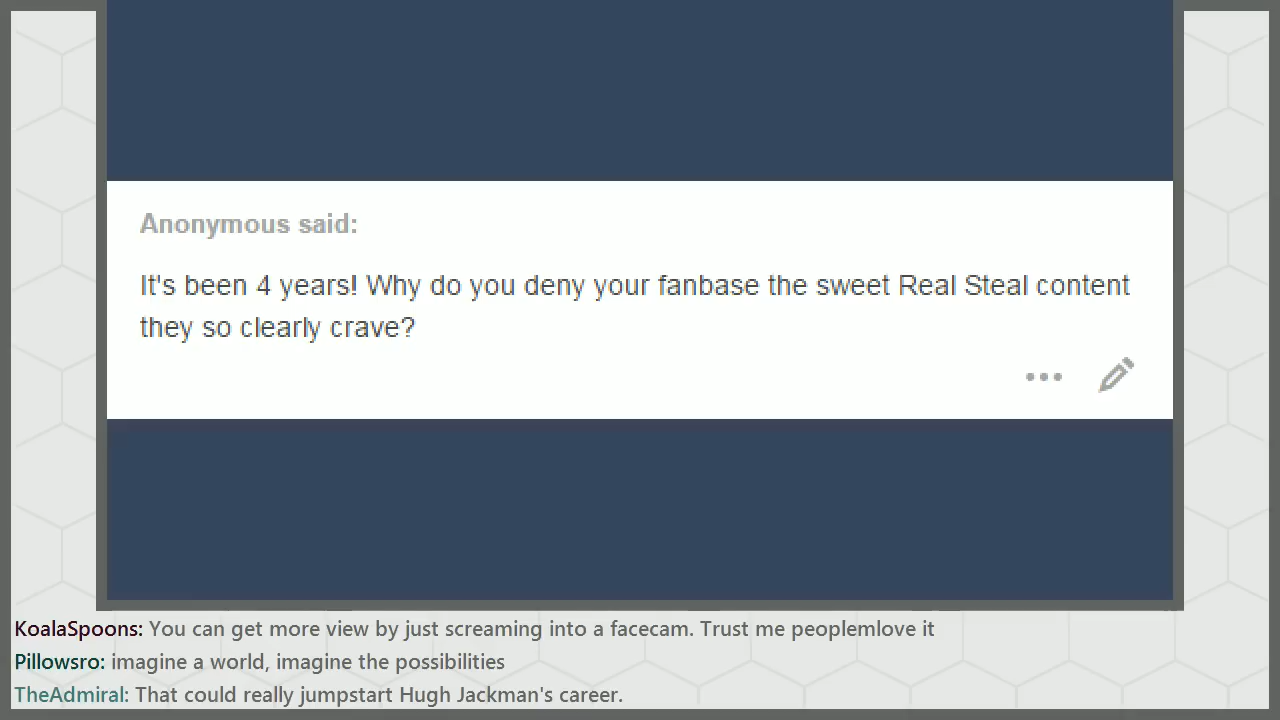 Anonymous said:
It's been 4 years! Why do you deny your fanbase the sweet Real Steal content
they so clearly crave?
KoalaSpoons: You can get more view by just screaming into a facecam. Trust me peoplemlove it
Pillowsro: imagine a world, imagine the possibilities
TheAdmiral: That could really jumpstart Hugh Jackman's career.